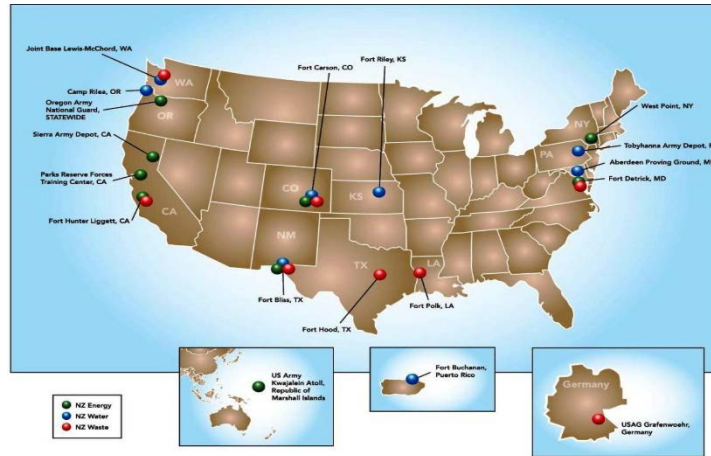 Joint Base Lewis-McChord, WA
Fort Carson, CO
Fort Riley, KS
WA
Camp Rilea, OR
Oregon Army
National Guard,
STATEWIDE
OR
NY
West Point, NY
Sierra Army Depot, CA
PA
Tobyhanna Army Depot, P
Aberdeen Proving Ground, M
Parks Reserve Forces
Training Center, CA
CO
KS
Fort Detrick, MD
Fort Hunter Liggett, CA
CA
NM
TX
LA
Fort Bliss, TX
Fort Hood, TX
Fort Polk, LA
NZ Energy
NZ Water
NZ Waste
US Army
Kwajalein Atoll,
Republic of
Marshall Islands
Fort Buchanan,
Puerto Rico
Germany
USAG Grafenwoehr,
Germany